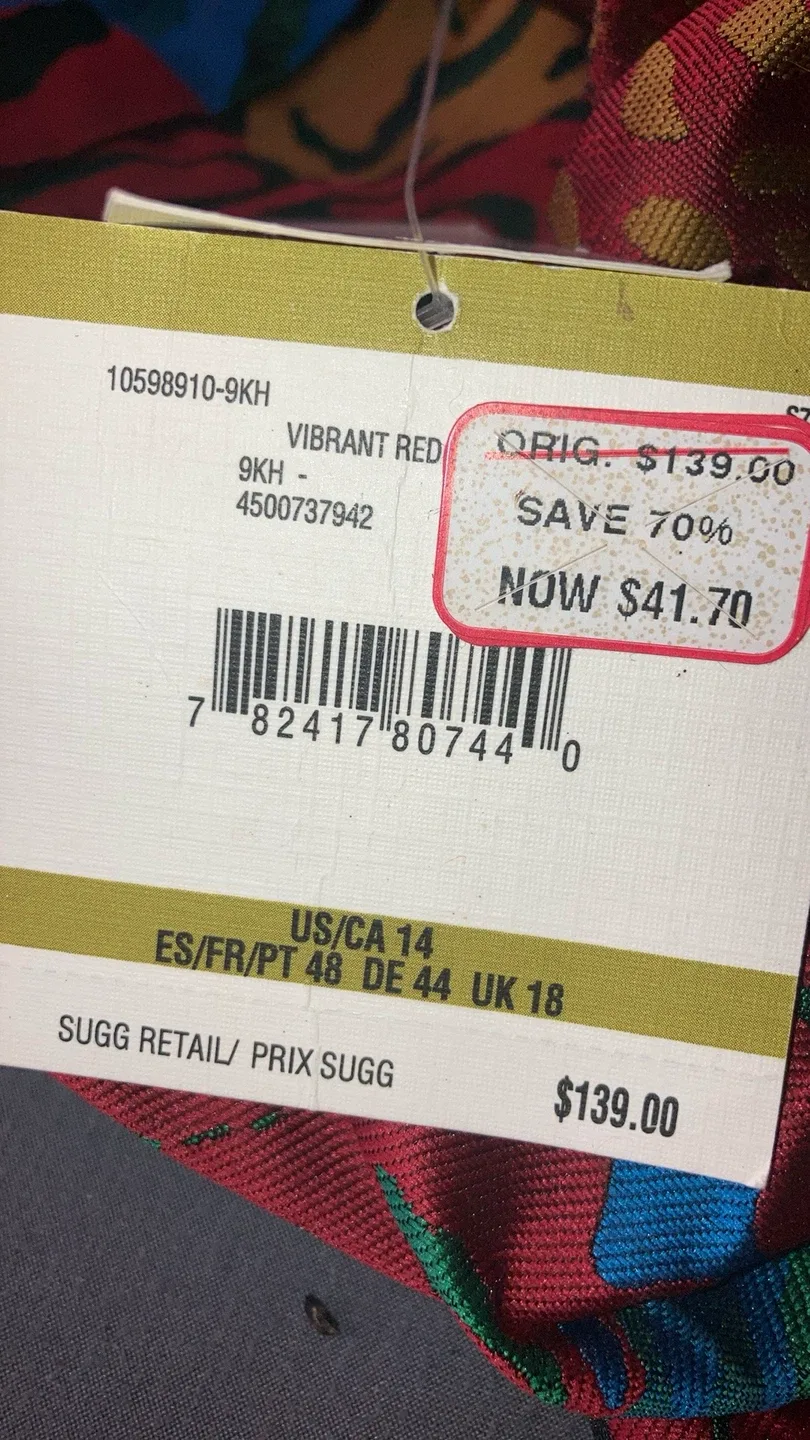 10598910-9KH
VIBRANT RED
9KH -
4500737942
ORIG. $139.00
SAVE 70%
NOW $41.70
7 82417 80744 0
US/CA 14
ES/FR/PT 48 DE 44 UK 18
SUGG RETAIL/ PRIX SUGG
$139.00